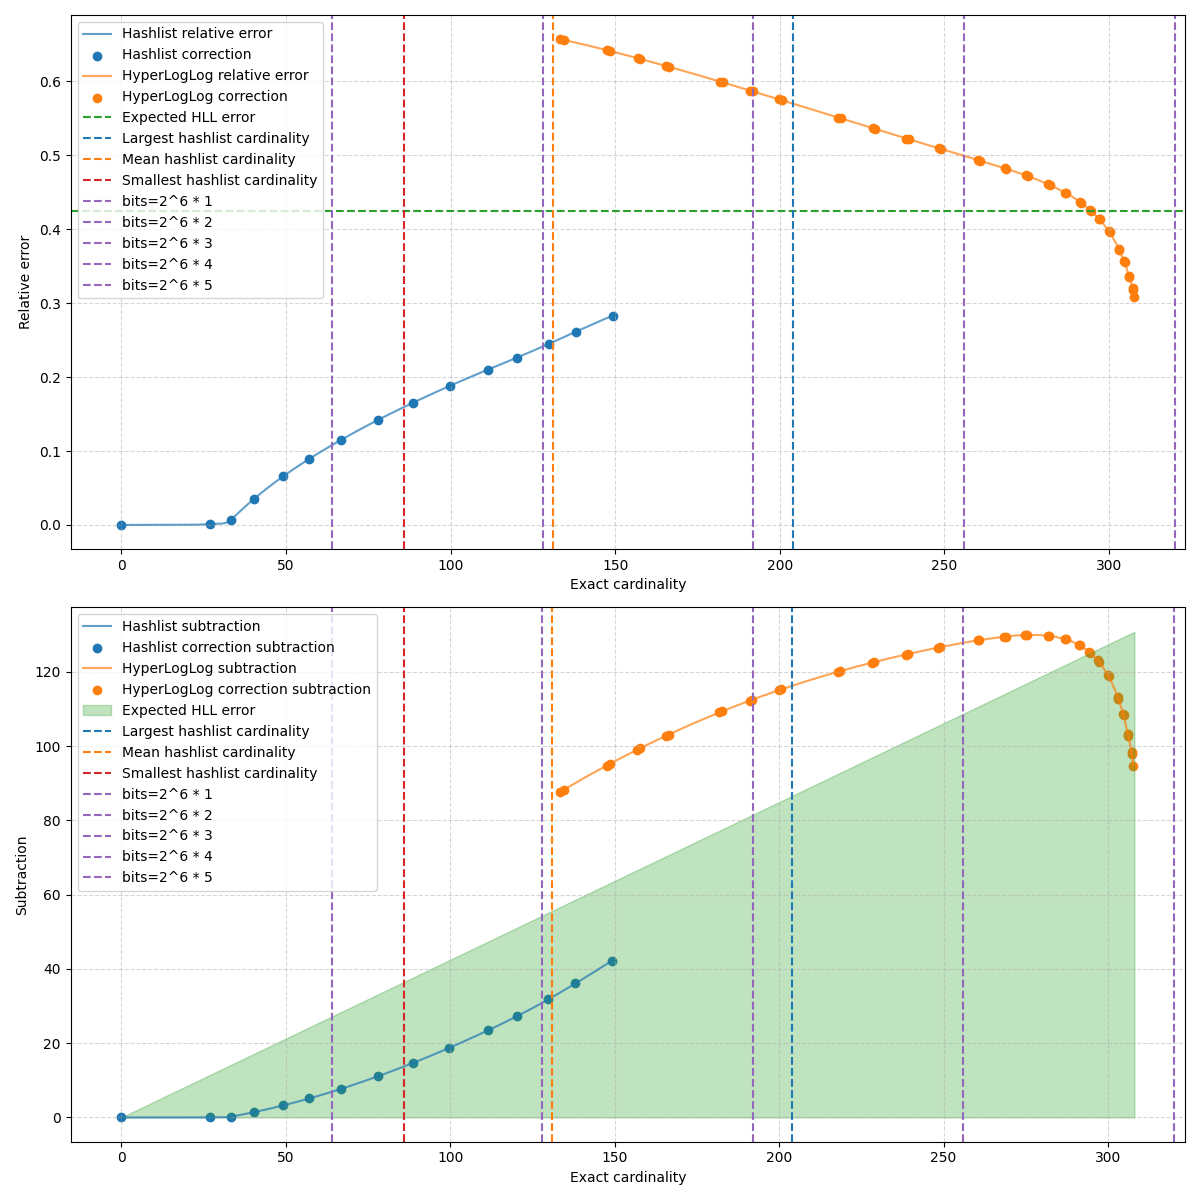 Hashlist relative error
Hashlist correction
HyperLogLog relative error
HyperLogLog correction
Expected HLL error
Largest hashlist cardinality
Mean hashlist cardinality
Smallest hashlist cardinality
bits=2^6 * 1
bits=2^6 * 2
bits=2^6 * 3
bits=2^6 * 4
bits=2^6 * 5
Relative error
0.6
0.5
0.4
0.3
0.2
0.1
0.0
0 50 100 150 200 250 300
Exact cardinality
Hashlist subtraction
Hashlist correction subtraction
HyperLogLog subtraction
HyperLogLog correction subtraction
Expected HLL error
Largest hashlist cardinality
Mean hashlist cardinality
Smallest hashlist cardinality
bits=2^6 * 1
bits=2^6 * 2
bits=2^6 * 3
bits=2^6 * 4
bits=2^6 * 5
Subtraction
120
100
80
60
40
20
0
0 50 100 150 200 250 300
Exact cardinality